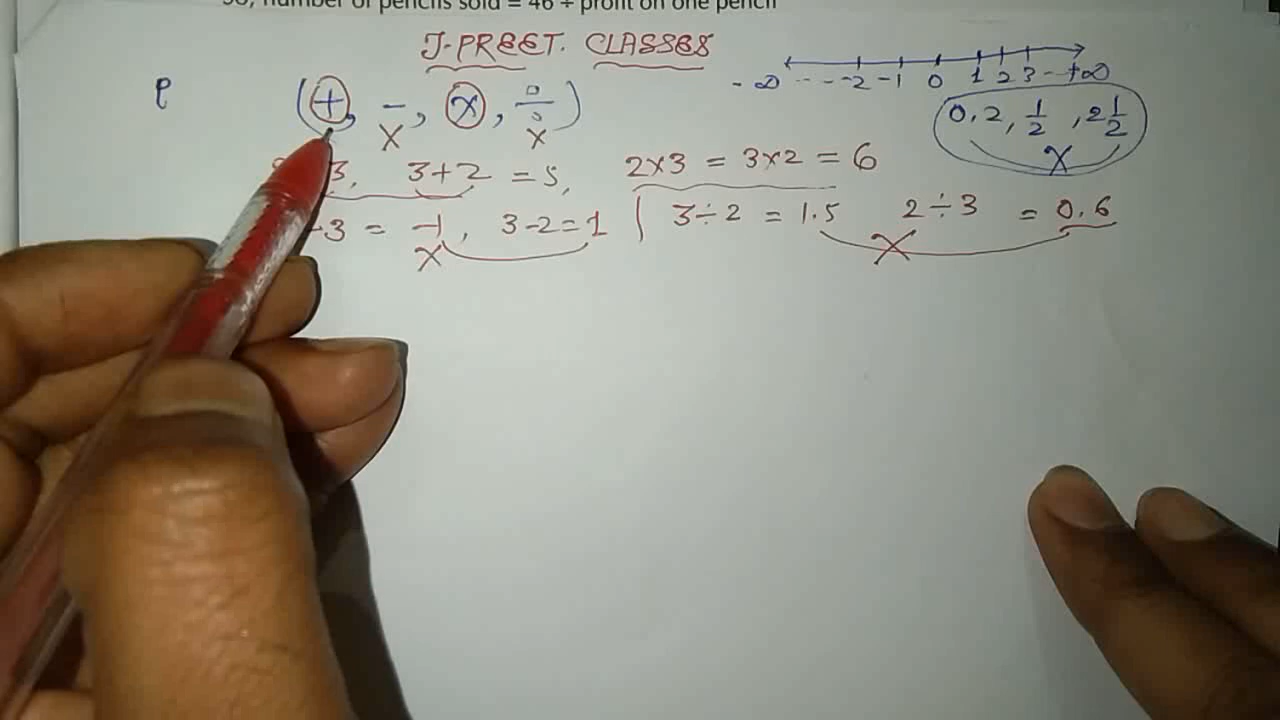 50, number of pencils sold = 46 ÷ profit on one pencil
J-PREET. CLASSES
-∞ ---- -2 -1 0 1 2 3 -- +∞
(+, -, ×, ÷)
x x
0, 2, 1/2, 2 1/2
x
3, 3+2 = 5,
2×3 = 3×2 = 6
-3 = -1, 3-2=1
x
3÷2 = 1.5 2÷3 = 0.6
x